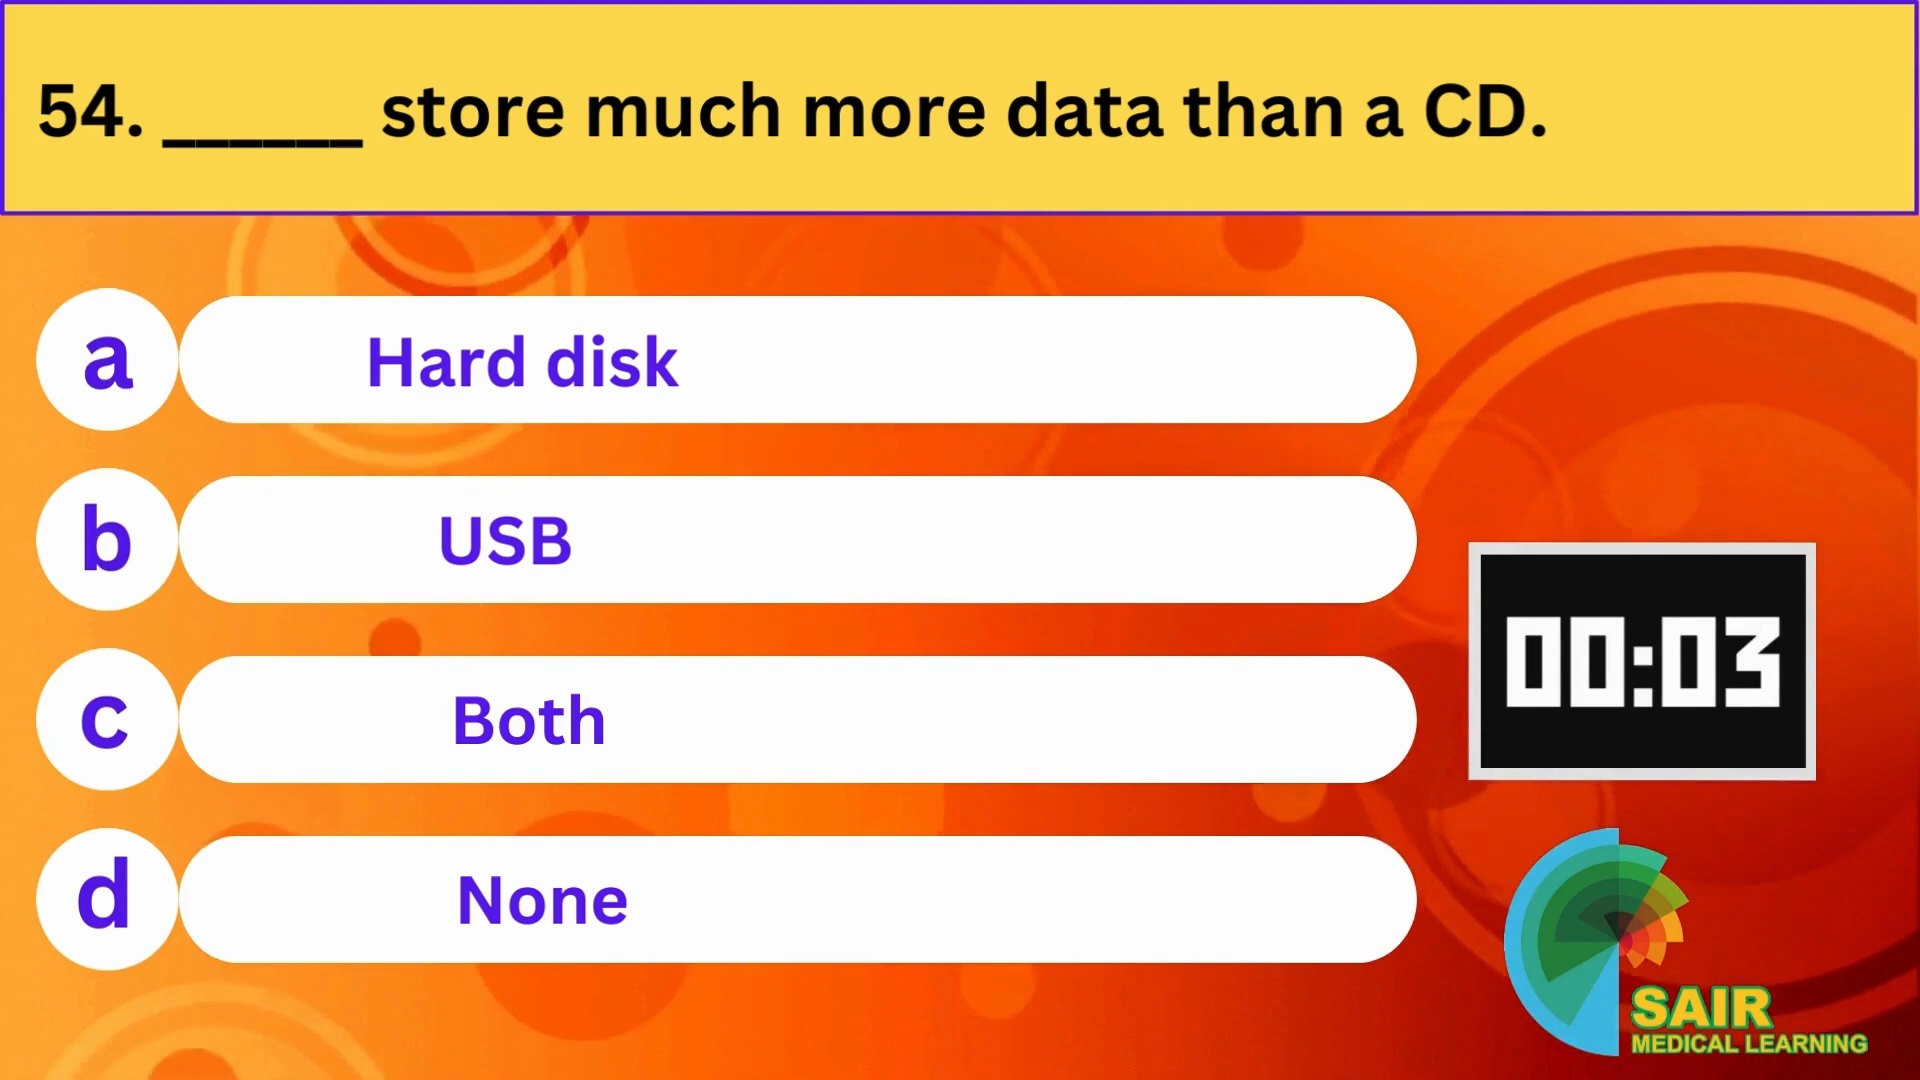 54. ______ store much more data than a CD.
a Hard disk
b USB
c Both
d None
00:03
SAIR
MEDICAL LEARNING